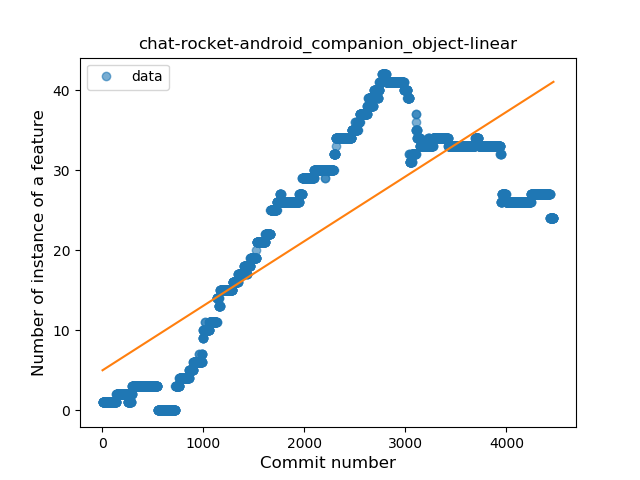 chat-rocket-android_companion_object-linear
data
Number of instance of a feature
40
30
20
10
0
0 1000 2000 3000 4000
Commit number